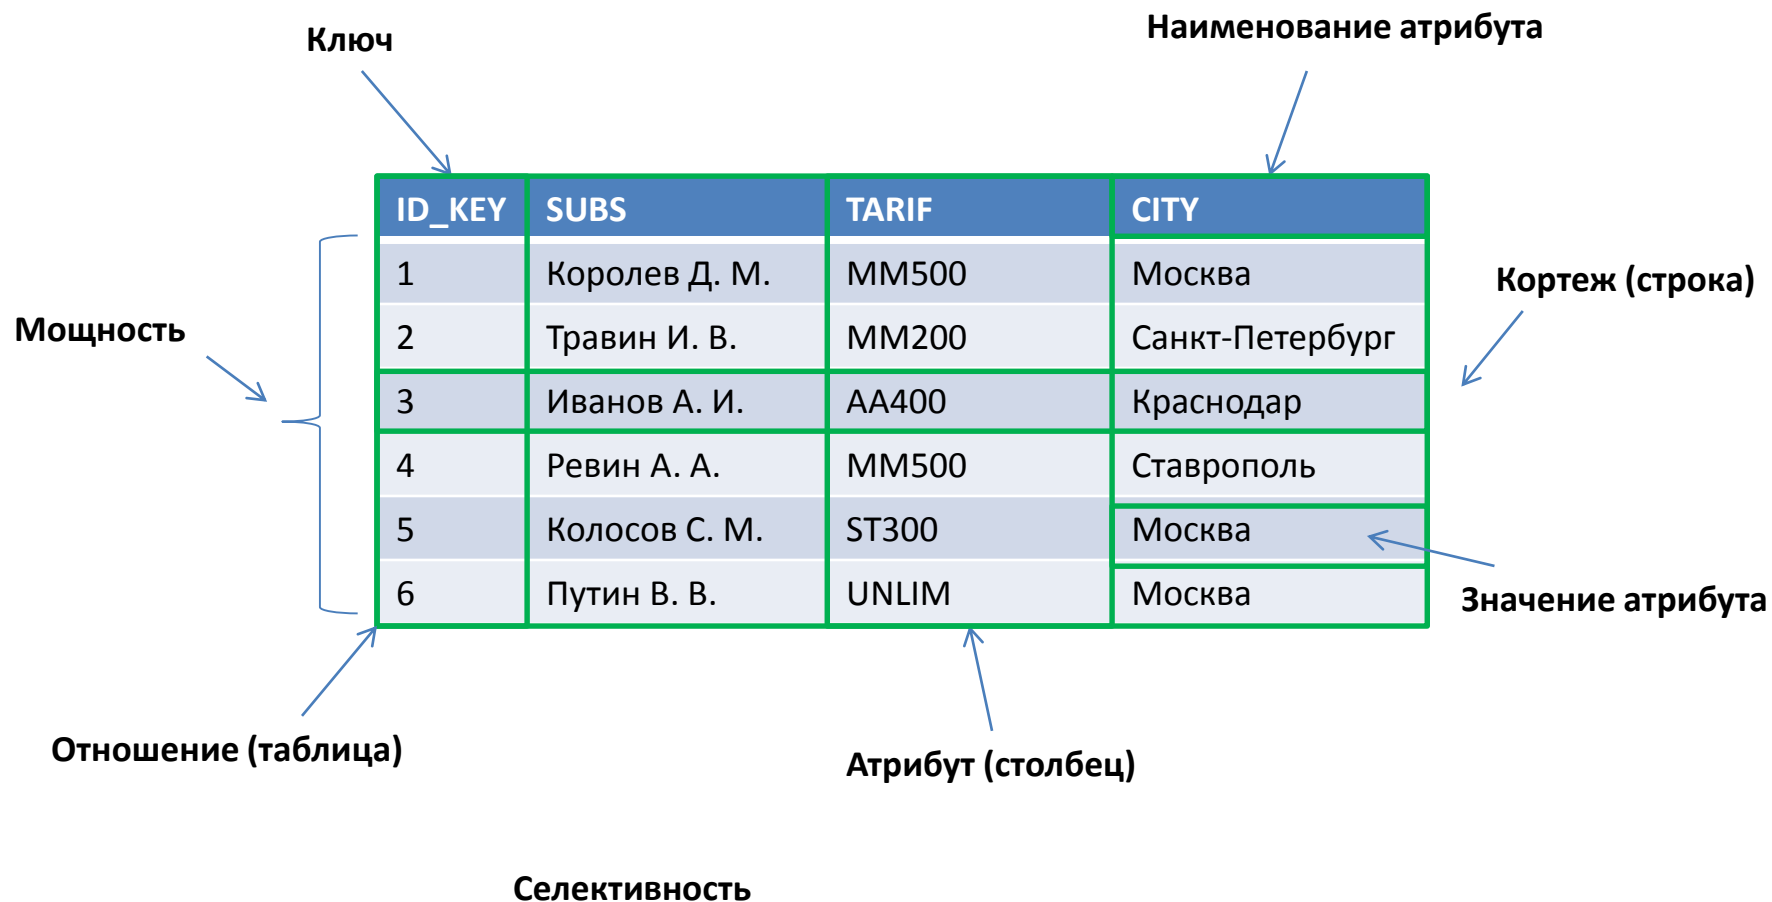 Ключ
Наименование атрибута
ID_KEY SUBS TARIF CITY
1 Королев Д. М. MM500 Москва
Кортеж (строка)
Мощность
2 Травин И. В. MM200 Санкт-Петербург
3 Иванов А. И. AA400 Краснодар
4 Ревин А. А. MM500 Ставрополь
5 Колосов С. М. ST300 Москва
6 Путин В. В. UNLIM Москва
Значение атрибута
Отношение (таблица)
Атрибут (столбец)
Селективность